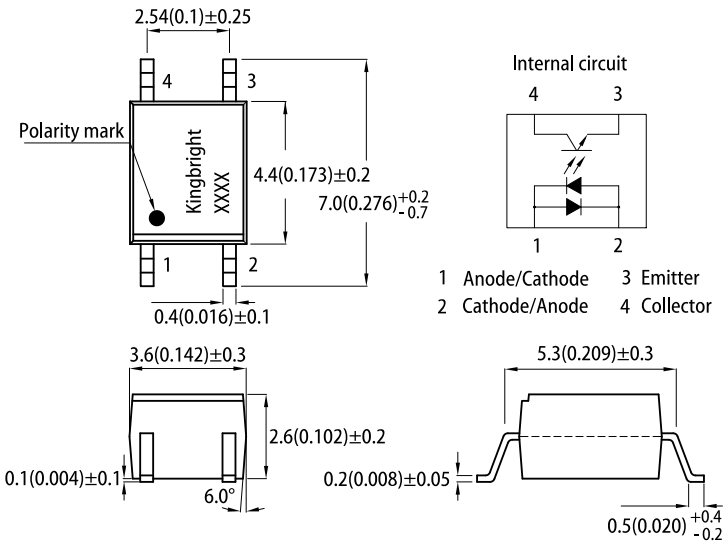 2.54(0.1)±0.25
4 3
Polarity mark
Kingbright
XXXX
4.4(0.173)±0.2
7.0(0.276)+0.2 -0.7
1 2
0.4(0.016)±0.1
Internal circuit
4 3
1 2
1 Anode/Cathode 3 Emitter
2 Cathode/Anode 4 Collector
3.6(0.142)±0.3
2.6(0.102)±0.2
0.1(0.004)±0.1
6.0°
5.3(0.209)±0.3
0.2(0.008)±0.05
0.5(0.020) +0.4 -0.2